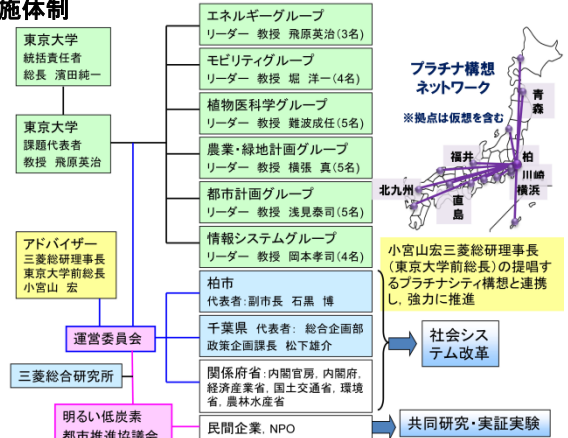 施体制
東京大学
統括責任者
総長 濱田純一
東京大学
課題代表者
教授 飛原英治
エネルギーグループ
リーダー 教授 飛原英治(3名)
モビリティグループ
リーダー 教授 堀 洋一(4名)
植物医科学グループ
リーダー 教授 難波成任(5名)
農業・緑地計画グループ
リーダー 教授 横張 真(5名)
都市計画グループ
リーダー 教授 浅見泰司(5名)
情報システムグループ
リーダー 教授 岡本孝司(4名)
プラチナ構想
ネットワーク
※拠点は仮想を含む
青森
福井
柏
川崎
横浜
北九州
直島
アドバイザー
三菱総研理事長
東京大学前総長
小宮山 宏
小宮山宏三菱総研理事長
(東京大学前総長)の提唱す
るプラチナシティ構想と連携
し,強力に推進
運営委員会
三菱総合研究所
明るい低炭素
都市推進協議会
柏市
代表者:副市長 石黒 博
千葉県 代表者: 総合企画部
政策企画課長 松下雄介
関係府省:内閣官房, 内閣府,
経済産業省, 国土交通省, 環境
省, 農林水産省
民間企業, NPO
社会シス
テム改革
共同研究・実証実験